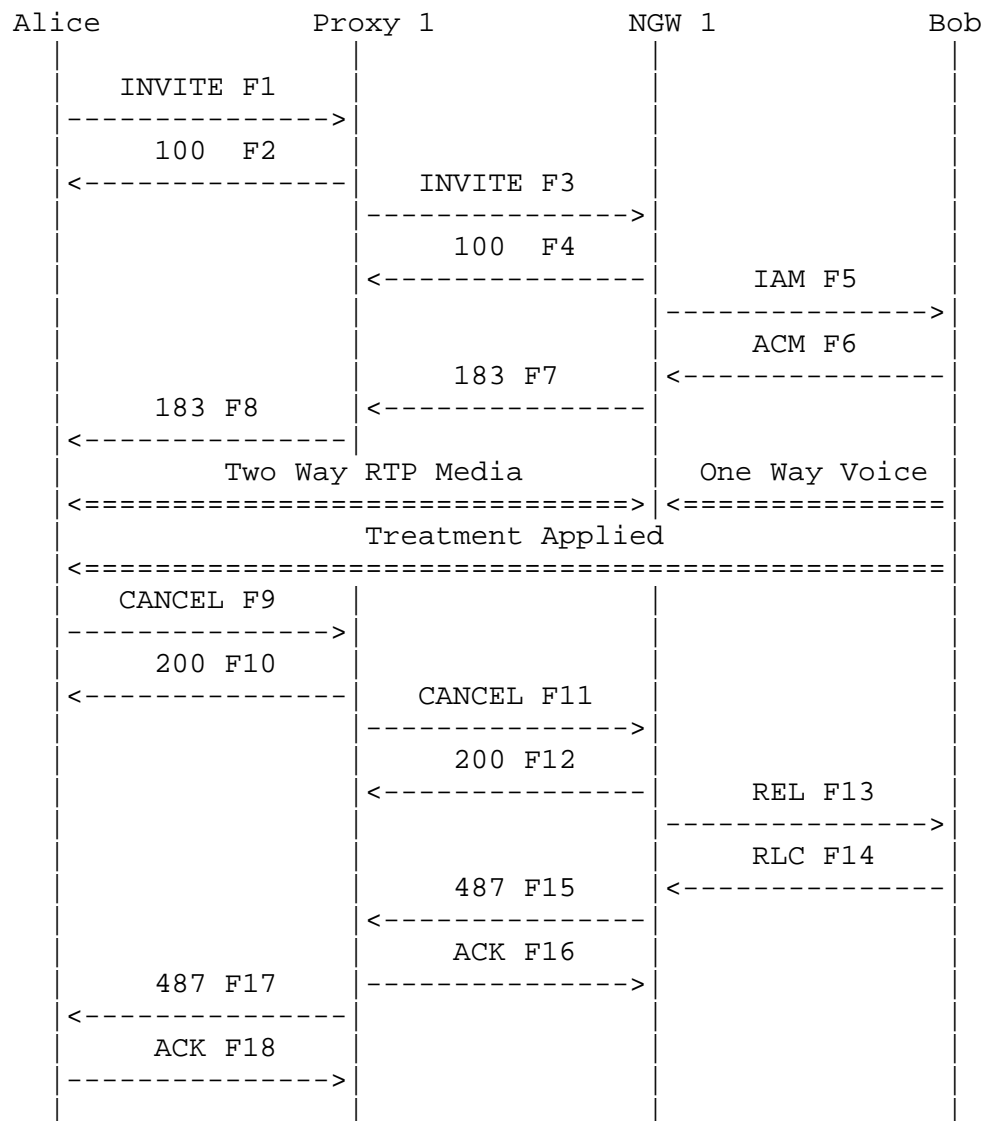 Alice Proxy 1 NGW 1 Bob
INVITE F1
100 F2
INVITE F3
100 F4
IAM F5
ACM F6
183 F7
183 F8
Two Way RTP Media One Way Voice
Treatment Applied
CANCEL F9
200 F10
CANCEL F11
200 F12
REL F13
RLC F14
487 F15
ACK F16
487 F17
ACK F18